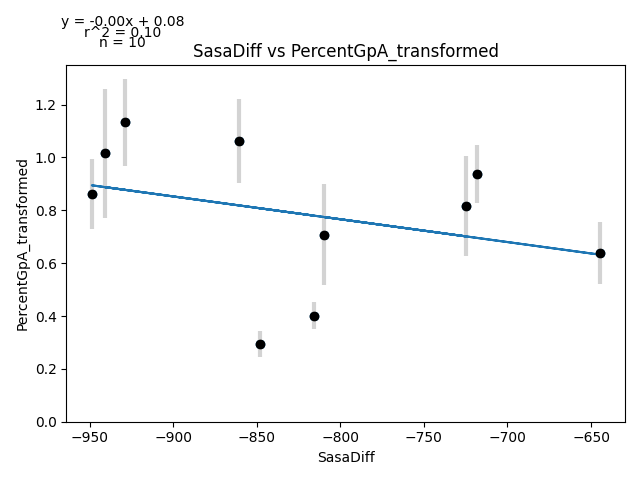 y = -0.00x + 0.08
r^2 = 0.10
n = 10
SasaDiff vs PercentGpA_transformed
PercentGpA_transformed
1.2
1.0
0.8
0.6
0.4
0.2
0.0
−950
−900
−850
−800
−750
−700
−650
SasaDiff